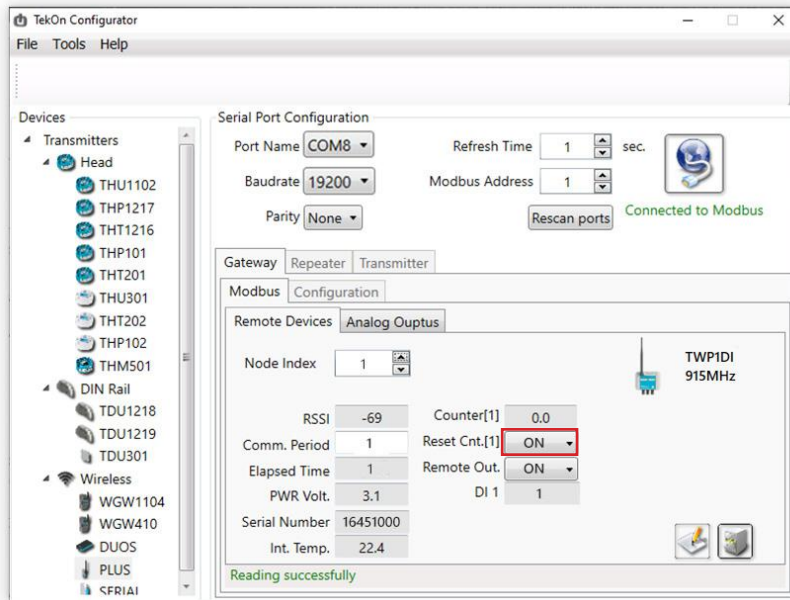 TekOn Configurator
File Tools Help
Devices
Transmitters
Head
THU1102
THP1217
THT1216
THP101
THT201
THU301
THT202
THP102
THM501
DIN Rail
TDU1218
TDU1219
TDU301
Wireless
WGW1104
WGW410
DUOS
PLUS
SERIAL
Serial Port Configuration
Port Name COM8 Refresh Time 1 sec.
Baudrate 19200 Modbus Address 1
Parity None Rescan ports Connected to Modbus
Gateway Repeater Transmitter
Modbus Configuration
Remote Devices Analog Ouptus
Node Index 1
TWP1DI
915MHz
RSSI -69 Counter[1] 0.0
Comm. Period 1 Reset Cnt.[1] ON
Elapsed Time 1 Remote Out. ON
PWR Volt. 3.1 DI 1 1
Serial Number 16451000
Int. Temp. 22.4
Reading successfully